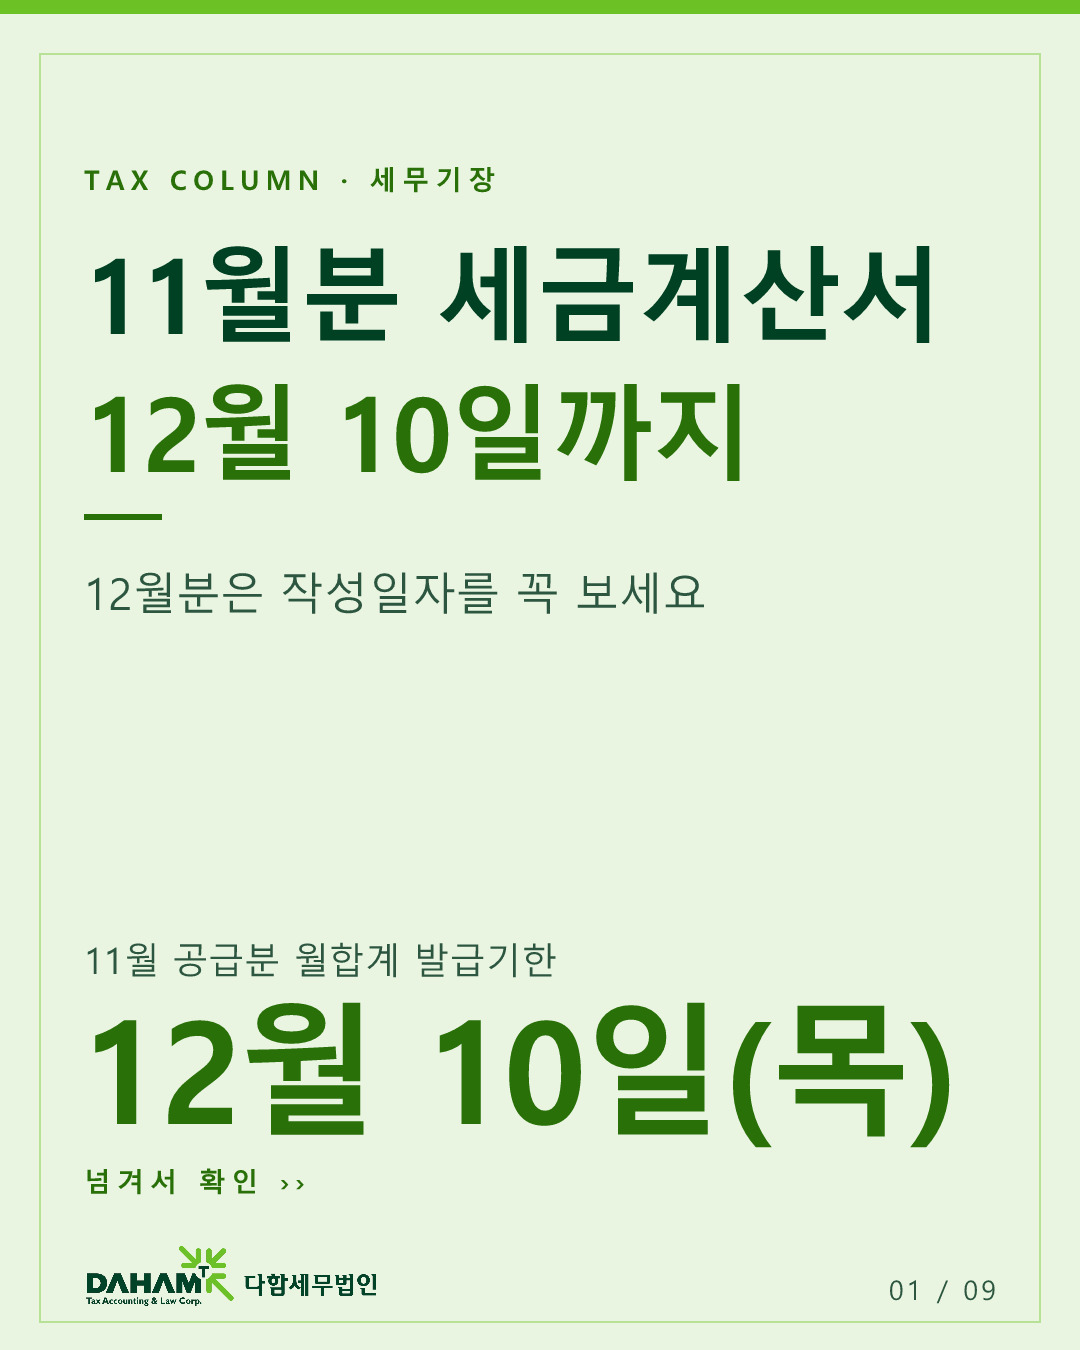 TAX COLUMN · 세무기장
11월분 세금계산서
12월 10일까지
12월분은 작성일자를 꼭 보세요
11월 공급분 월합계 발급기한
12월 10일(목)
넘겨서 확인 ››
DAHAM T 다함세무법인
Tax Accounting & Law Corp.
01 / 09